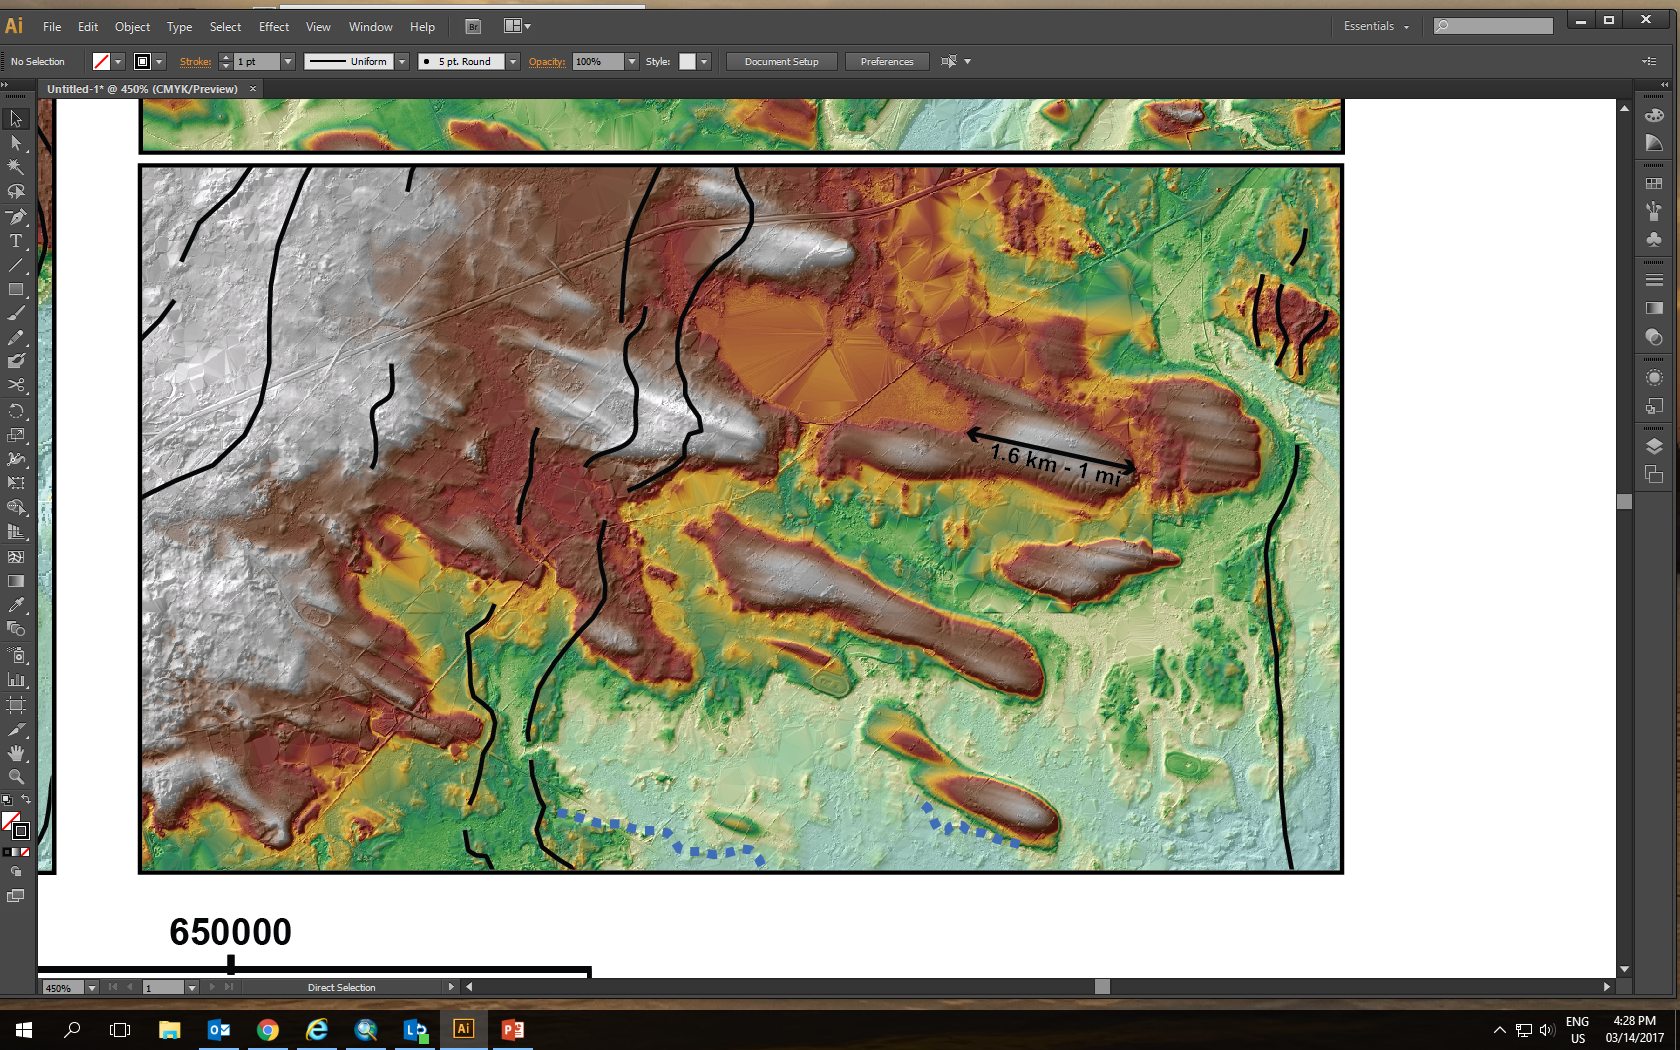 Ai File Edit Object Type Select Effect View Window Help Br Essentials
No Selection Stroke: 1 pt Uniform 5 pt. Round Opacity: 100% Style: Document Setup Preferences
Untitled-1* @ 450% (CMYK/Preview) ×
1.6 km - 1 mi
650000
450% 1 Direct Selection
ENG 4:28 PM
US 03/14/2017